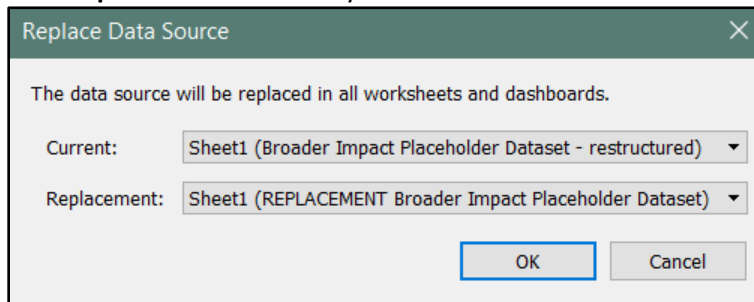 Replace Data Source
The data source will be replaced in all worksheets and dashboards.
Current: Sheet1 (Broader Impact Placeholder Dataset - restructured)
Replacement: Sheet1 (REPLACEMENT Broader Impact Placeholder Dataset)
OK Cancel